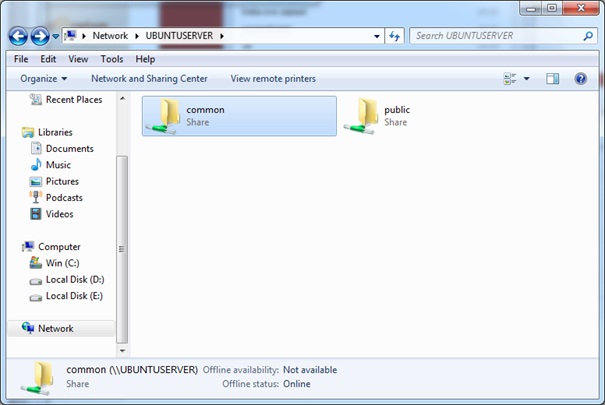 Network UBUNTUSERVER
Search UBUNTUSERVER
File Edit View Tools Help
Organize Network and Sharing Center View remote printers
Recent Places
Libraries
Documents
Music
Pictures
Podcasts
Videos
Computer
Win (C:)
Local Disk (D:)
Local Disk (E:)
Network
common
Share
public
Share
common (\\UBUNTUSERVER) Offline availability: Not available
Share Offline status: Online